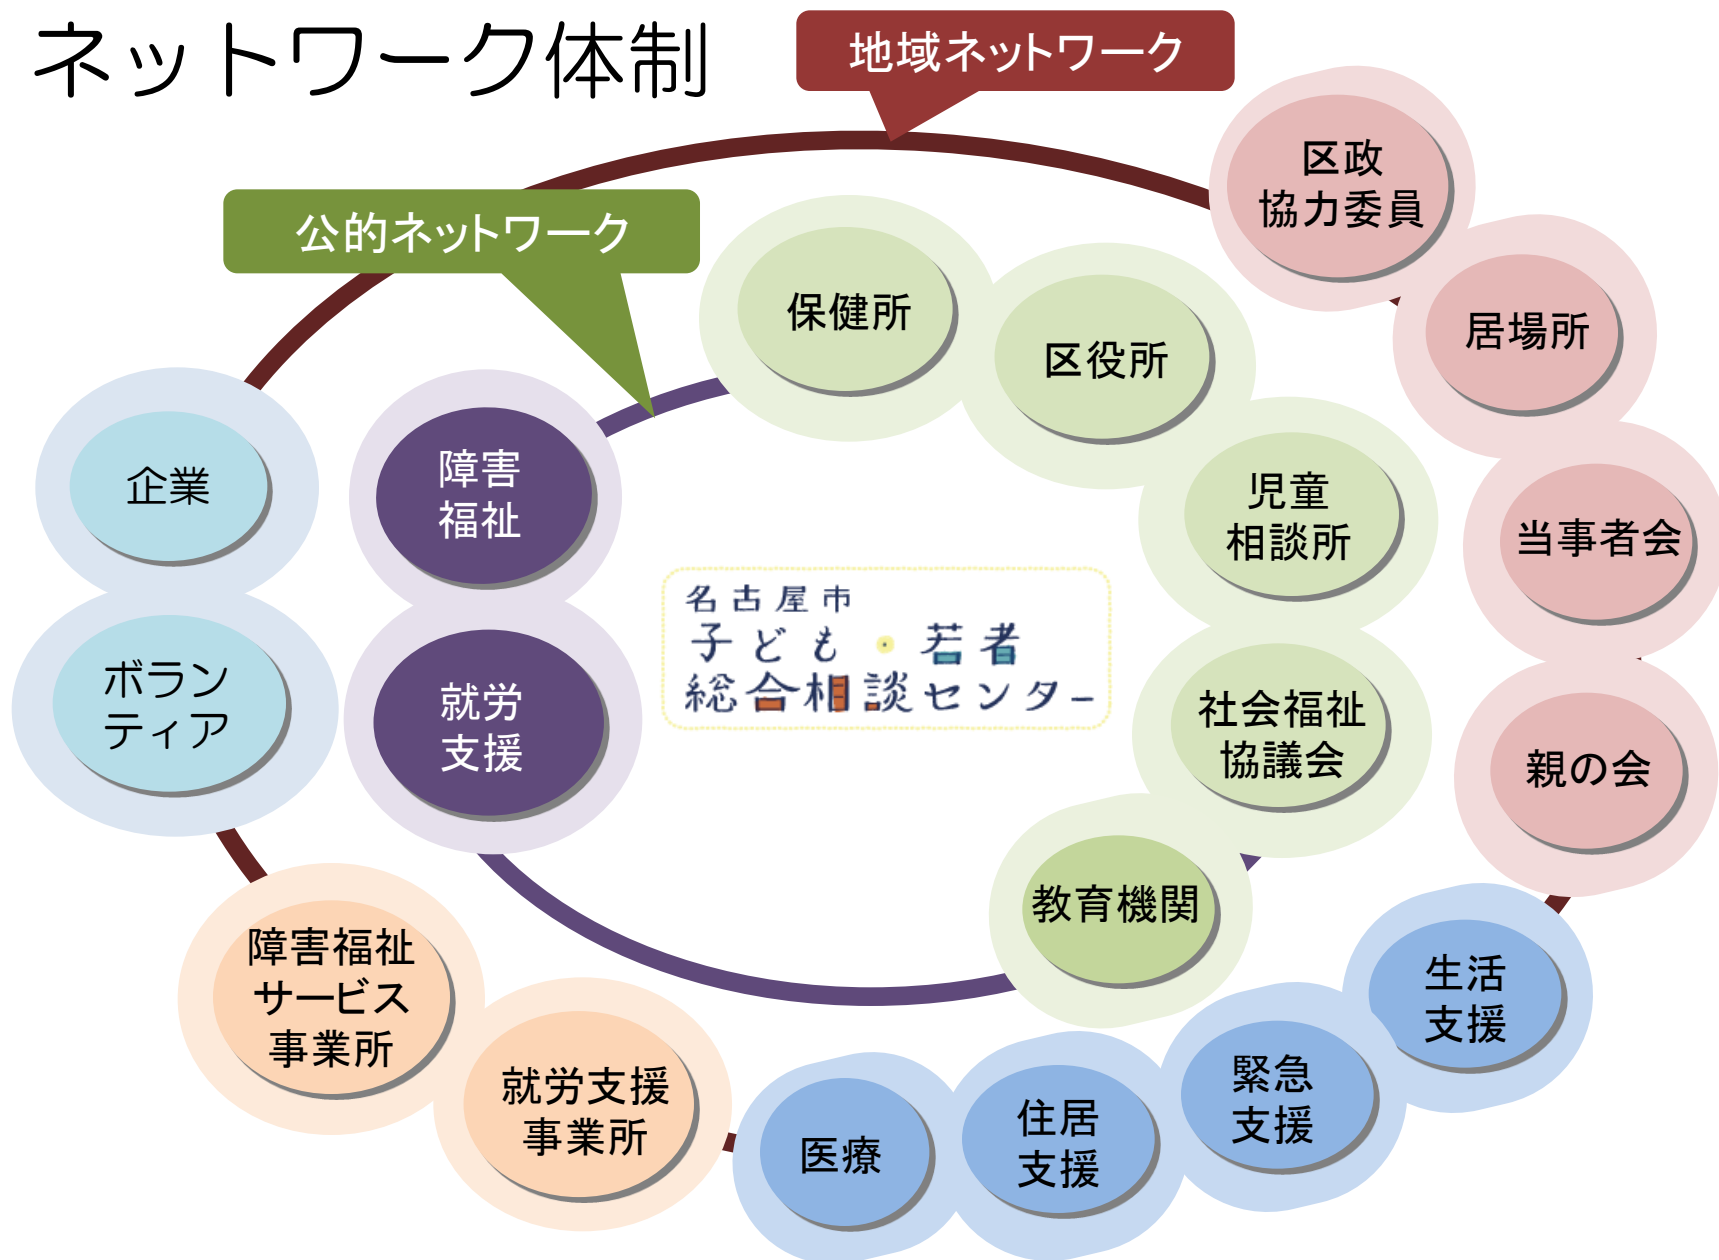 ネットワーク体制
地域ネットワーク
公的ネットワーク
区政
協力委員
保健所
区役所
居場所
企業
障害
福祉
児童
相談所
当事者会
名古屋市
子ども・若者
総合相談センター
ボラン
ティア
就労
支援
社会福祉
協議会
親の会
教育機関
障害福祉
サービス
事業所
生活
支援
就労支援
事業所
緊急
支援
住居
支援
医療